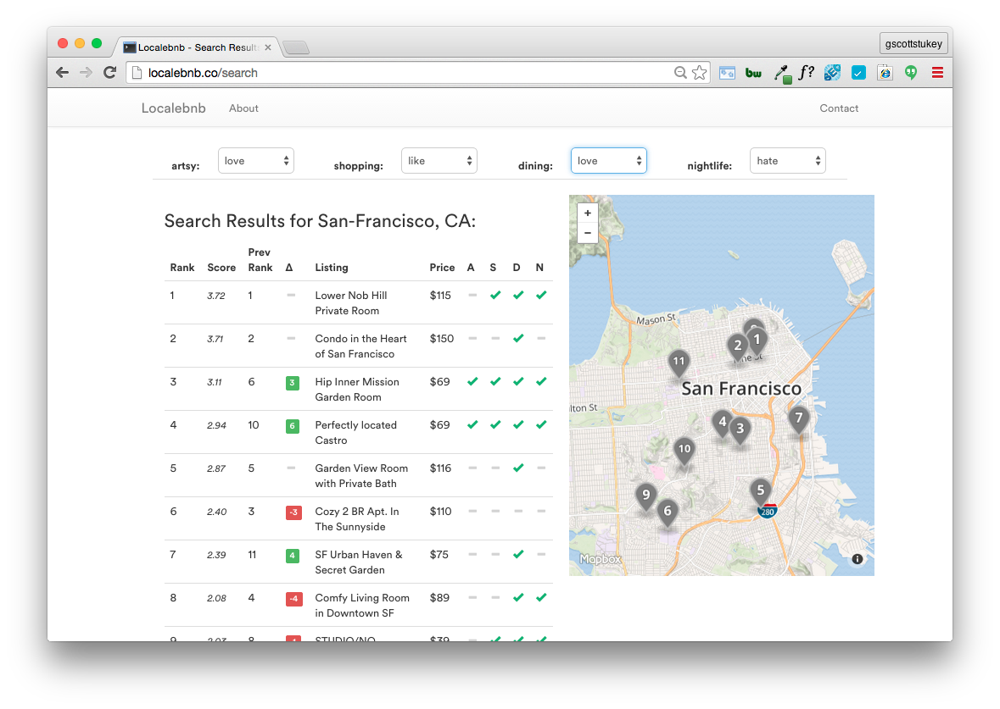 Localebnb - Search Result
gscottstukey
localebnb.co/search
bw
f?
Localebnb About Contact
artsy: love shopping: like dining: love nightlife: hate
Search Results for San-Francisco, CA:
Rank Score Prev Rank Δ Listing Price A S D N
1 3.72 1 – Lower Nob Hill $115 –
Private Room
2 3.71 2 – Condo in the Heart $150 – – –
of San Francisco
3 3.11 6 3 Hip Inner Mission $69
Garden Room
4 2.94 10 6 Perfectly located $69
Castro
5 2.87 5 – Garden View Room $116 – – –
with Private Bath
6 2.40 3 -3 Cozy 2 BR Apt. In $110 – – – –
The Sunnyside
7 2.39 11 4 SF Urban Haven & $75 – – –
Secret Garden
8 2.08 4 -4 Comfy Living Room $89 – –
in Downtown SF
9 2.03 8 -1 STUDIO/NO $39 –
+
−
Mason St
2
1
11
San Francisco
lton St
4
3
7
10
9
6
5
280
Mapbox
i